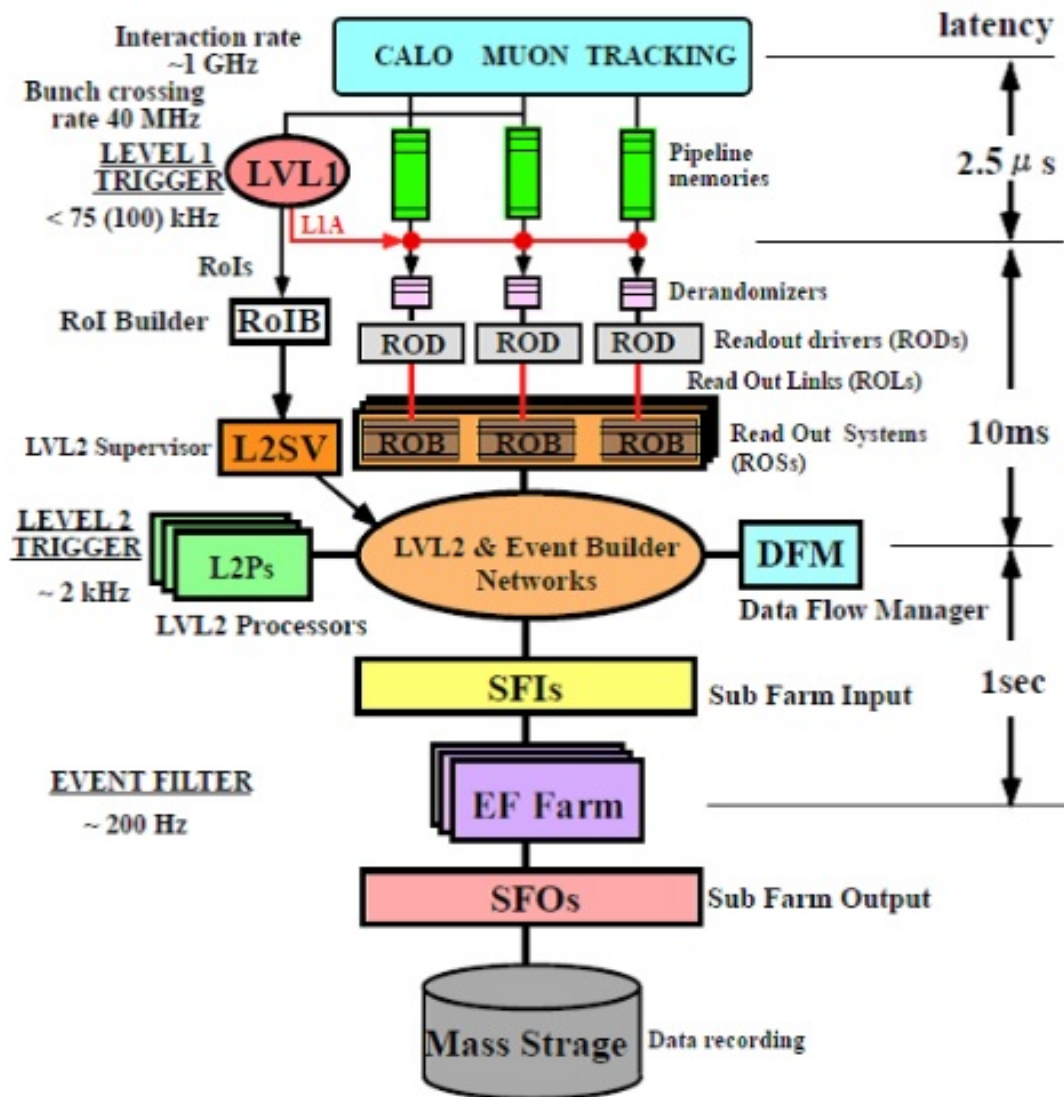 latency
Interaction rate
~1 GHz
CALO MUON TRACKING
Bunch crossing
rate 40 MHz
LEVEL 1
TRIGGER
LVL1
Pipeline
memories
2.5 μ s
< 75 (100) kHz
L1A
RoIs
Derandomizers
RoI Builder
RoIB
ROD ROD ROD
Readout drivers (RODs)
Read Out Links (ROLs)
LVL2 Supervisor
L2SV
ROB ROB ROB
Read Out Systems
(ROSs)
10ms
LEVEL 2
TRIGGER
~ 2 kHz
L2Ps
LVL2 Processors
LVL2 & Event Builder
Networks
DFM
Data Flow Manager
SFIs
Sub Farm Input
1sec
EVENT FILTER
~ 200 Hz
EF Farm
SFOs
Sub Farm Output
Mass Strage
Data recording